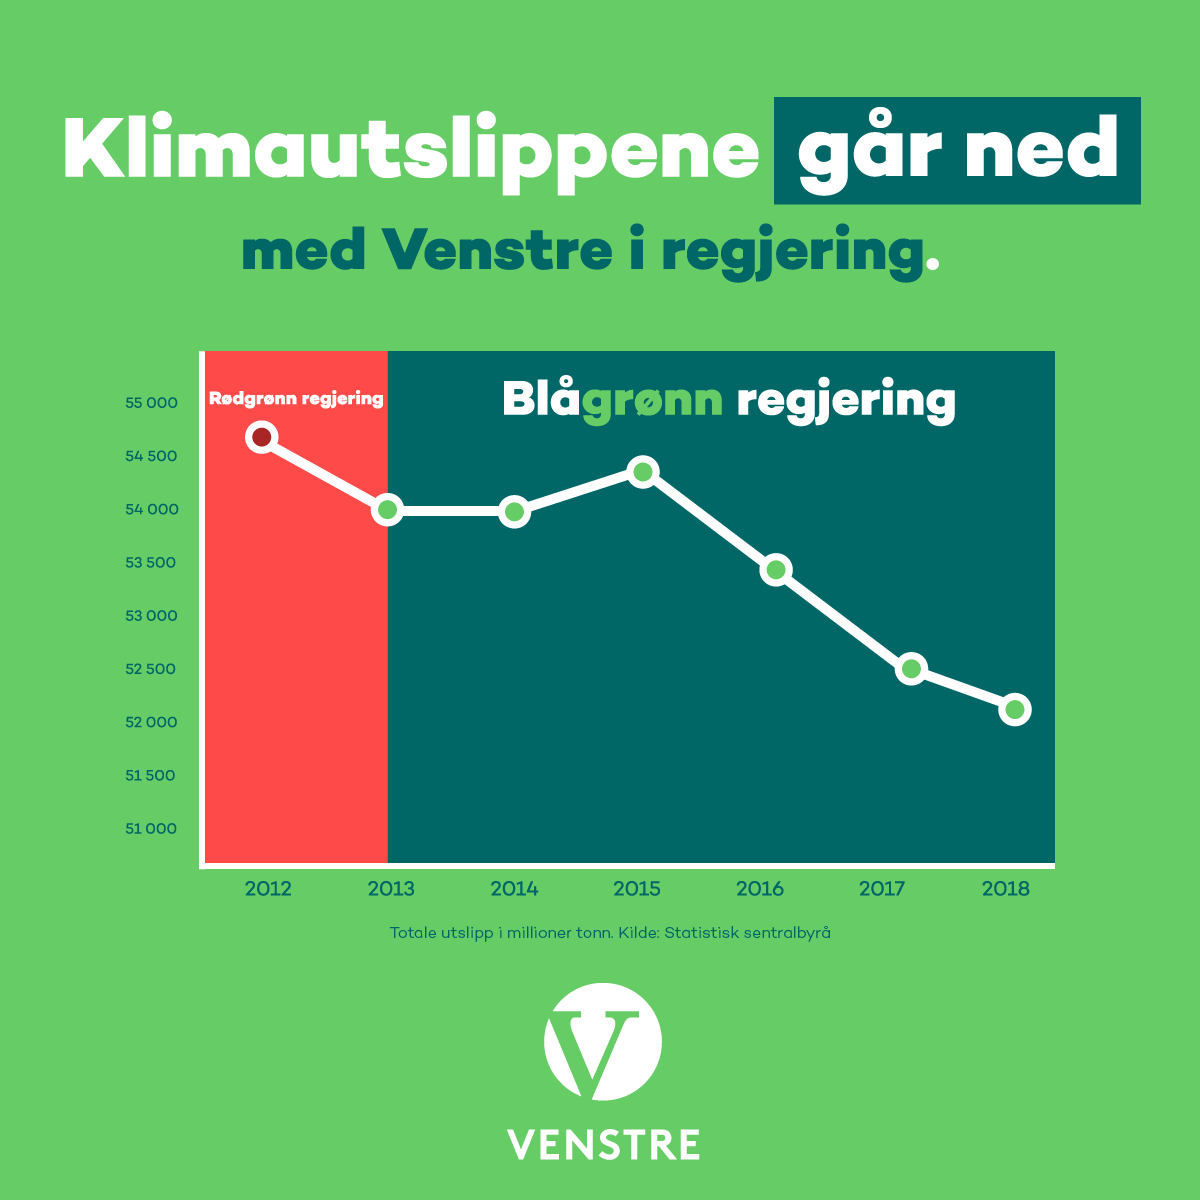 Klimautslippene går ned
med Venstre i regjering.
Rødgrønn regjering
Blågrønn regjering
55 000
54 500
54 000
53 500
53 000
52 500
52 000
51 500
51 000
2012 2013 2014 2015 2016 2017 2018
Totale utslipp i millioner tonn. Kilde: Statistisk sentralbyrå
V
VENSTRE